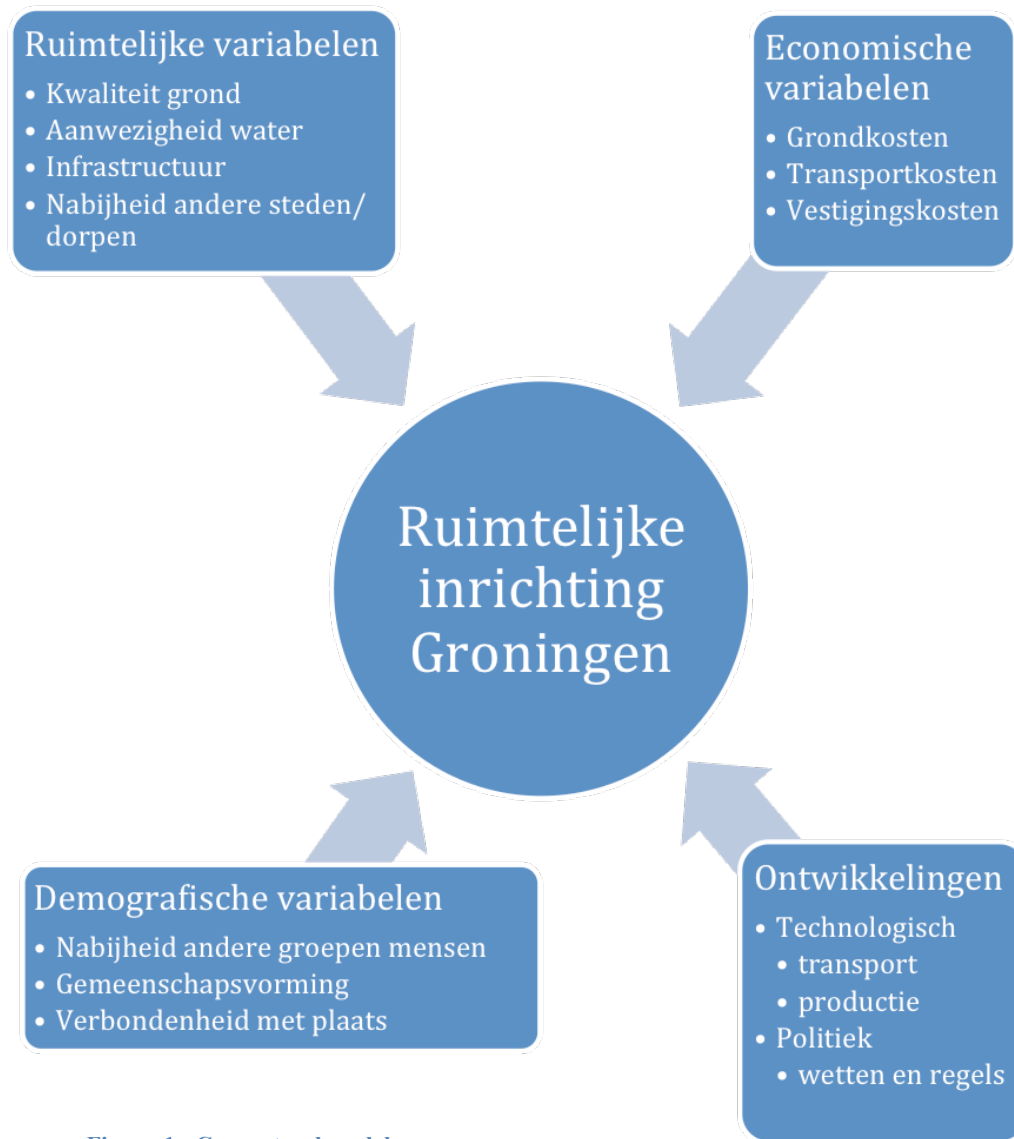 Ruimtelijke variabelen
• Kwaliteit grond
• Aanwezigheid water
• Infrastructuur
• Nabijheid andere steden/
dorpen
Economische
variabelen
• Grondkosten
• Transportkosten
• Vestigingskosten
Ruimtelijke
inrichting
Groningen
Demografische variabelen
• Nabijheid andere groepen mensen
• Gemeenschapsvorming
• Verbondenheid met plaats
Ontwikkelingen
• Technologisch
• transport
• productie
• Politiek
• wetten en regels